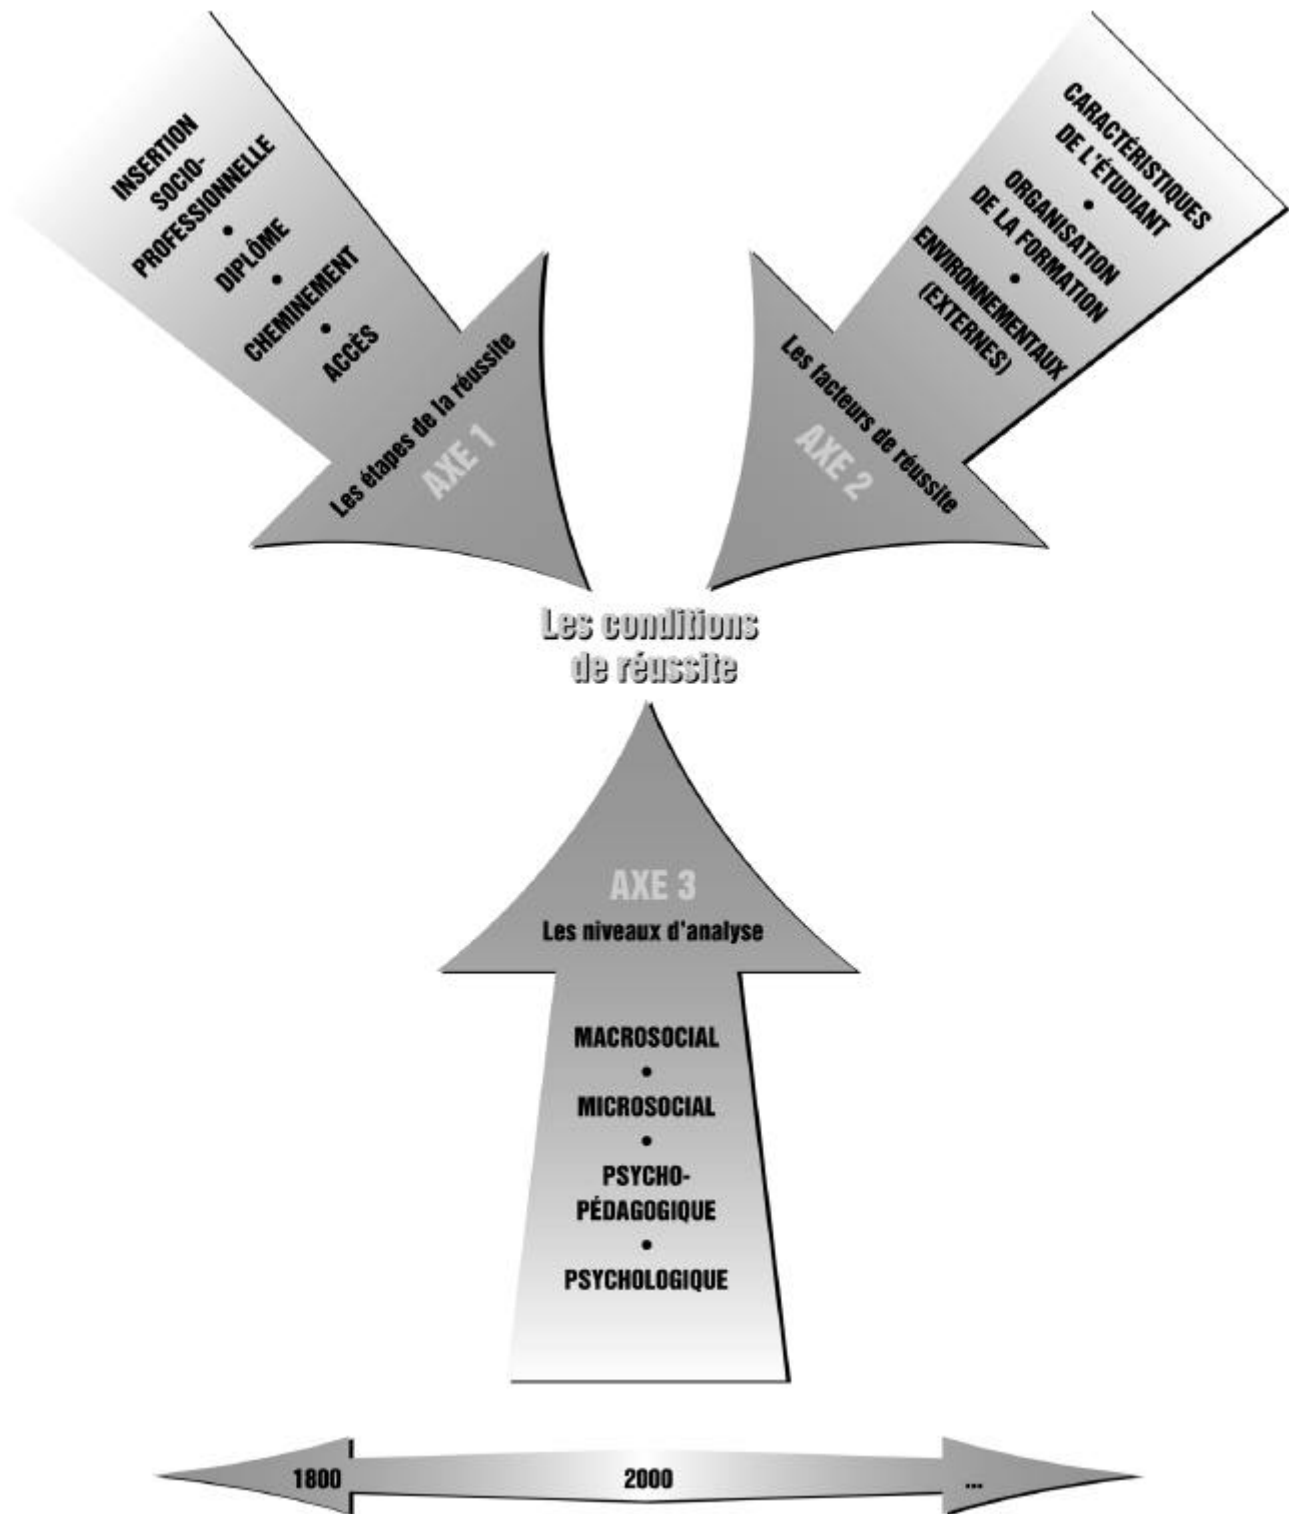 INSERTION
SOCIO-
PROFESSIONNELLE
•
DIPLÔME
•
CHEMINEMENT
•
ACCÈS
Les étapes de la réussite
AXE 1
CARACTÉRISTIQUES
DE L'ÉTUDIANT
•
ORGANISATION
DE LA FORMATION
•
ENVIRONNEMENTAUX
(EXTERNES)
Les facteurs de réussite
AXE 2
Les conditions
de réussite
AXE 3
Les niveaux d'analyse
MACROSOCIAL
•
MICROSOCIAL
•
PSYCHO-
PÉDAGOGIQUE
•
PSYCHOLOGIQUE
1800 2000 ...